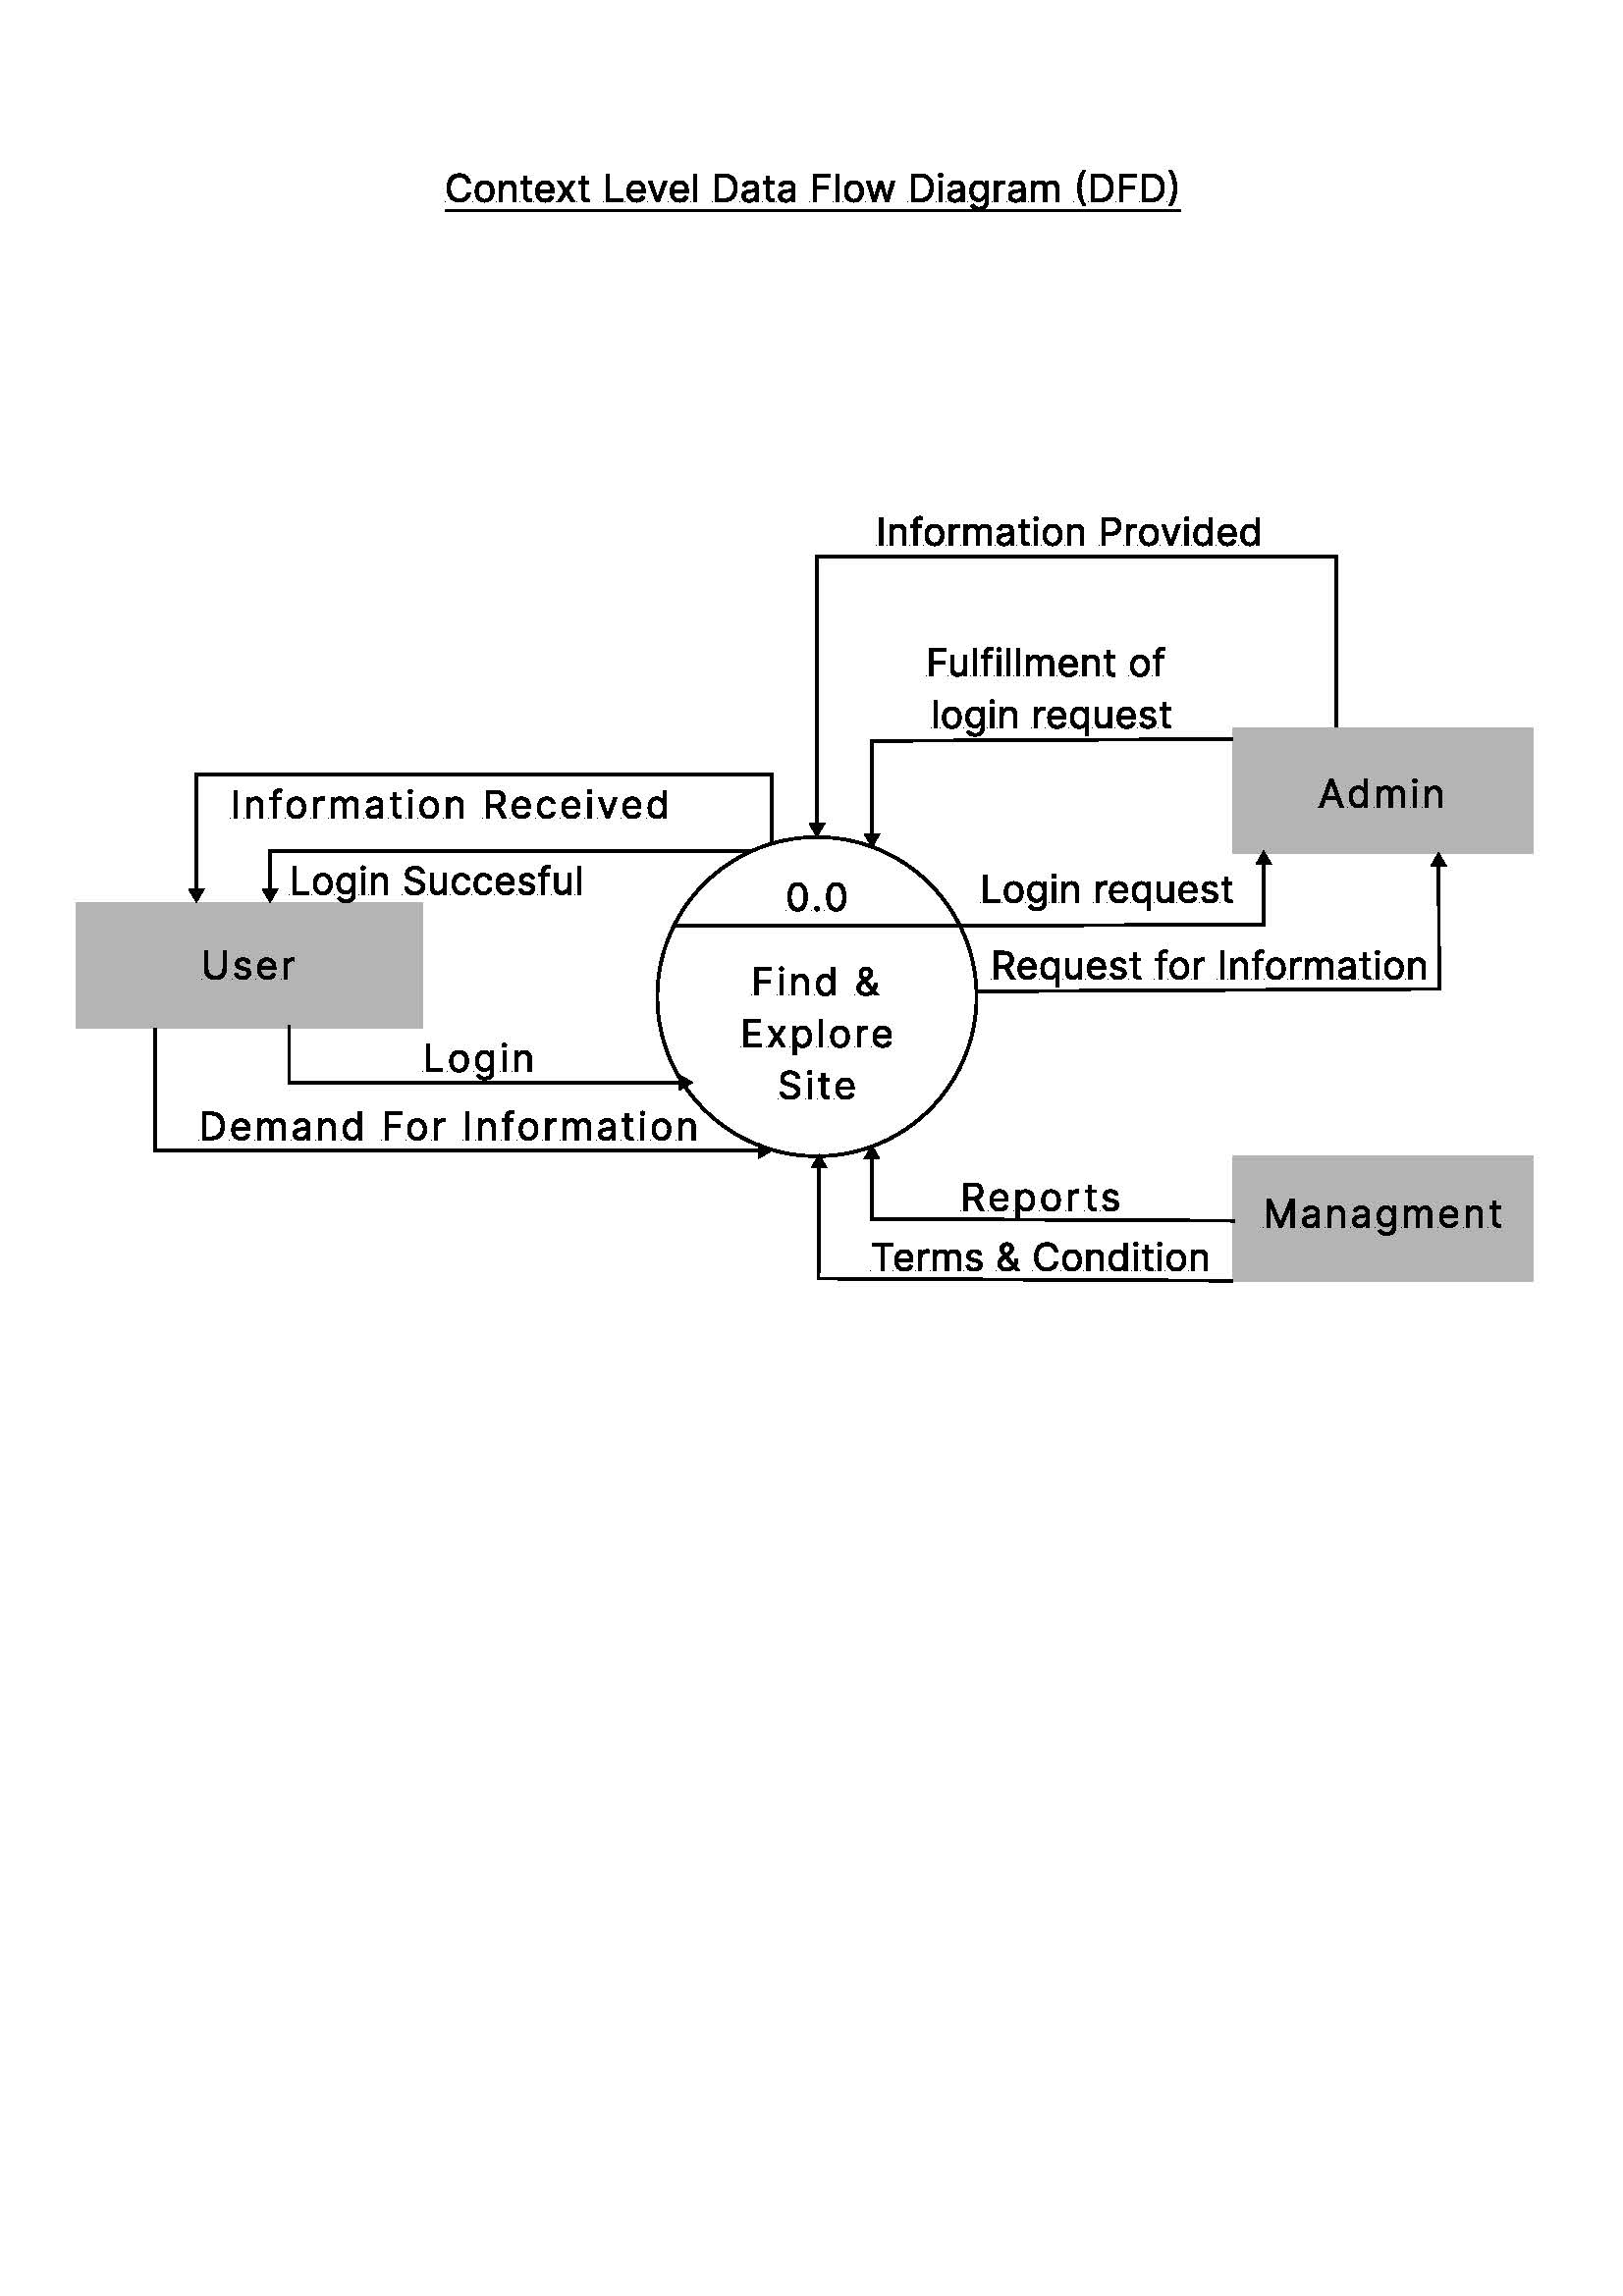 Context Level Data Flow Diagram (DFD)
Information Provided
Fulfillment of
login request
Admin
Information Received
Login Succesful
User
0.0
Find &
Explore
Site
Login request
Request for Information
Login
Demand For Information
Reports
Managment
Terms & Condition